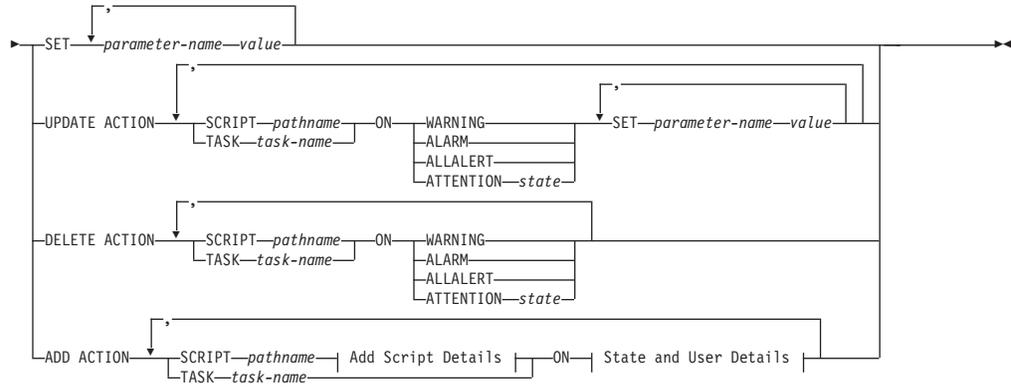 ,
SET parameter-name value
,
,
UPDATE ACTION SCRIPT pathname ON WARNING SET parameter-name value
TASK task-name ALARM
ALLALERT
ATTENTION state
,
DELETE ACTION SCRIPT pathname ON WARNING
TASK task-name ALARM
ALLALERT
ATTENTION state
,
ADD ACTION SCRIPT pathname Add Script Details ON State and User Details
TASK task-name